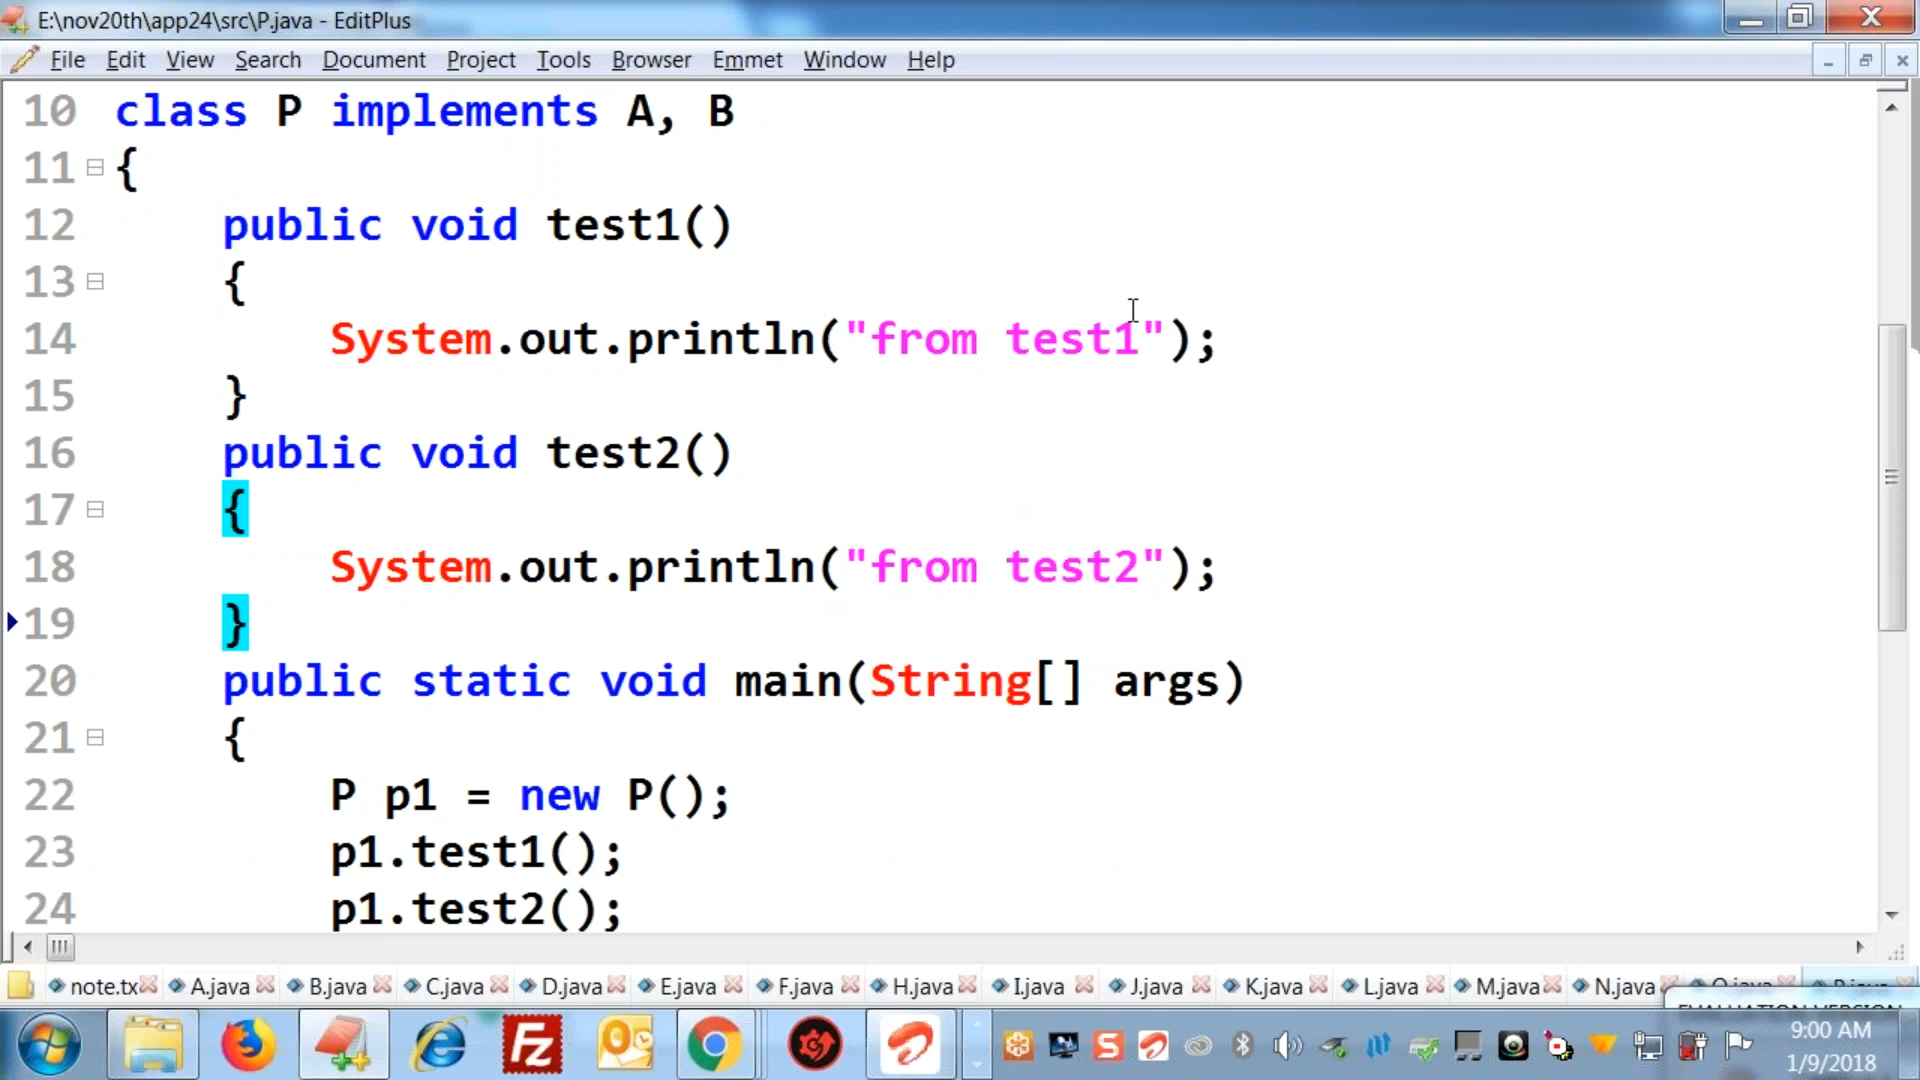 E:\nov20th\app24\src\P.java - EditPlus
File Edit View Search Document Project Tools Browser Emmet Window Help
10 class P implements A, B
11 {
12 public void test1()
13 {
14 System.out.println("from test1");
15 }
16 public void test2()
17 {
18 System.out.println("from test2");
19 }
20 public static void main(String[] args)
21 {
22 P p1 = new P();
23 p1.test1();
24 p1.test2();
note.tx A.java B.java C.java D.java E.java F.java H.java I.java J.java K.java L.java M.java N.java
EVALUATION VERSION
9:00 AM
1/9/2018